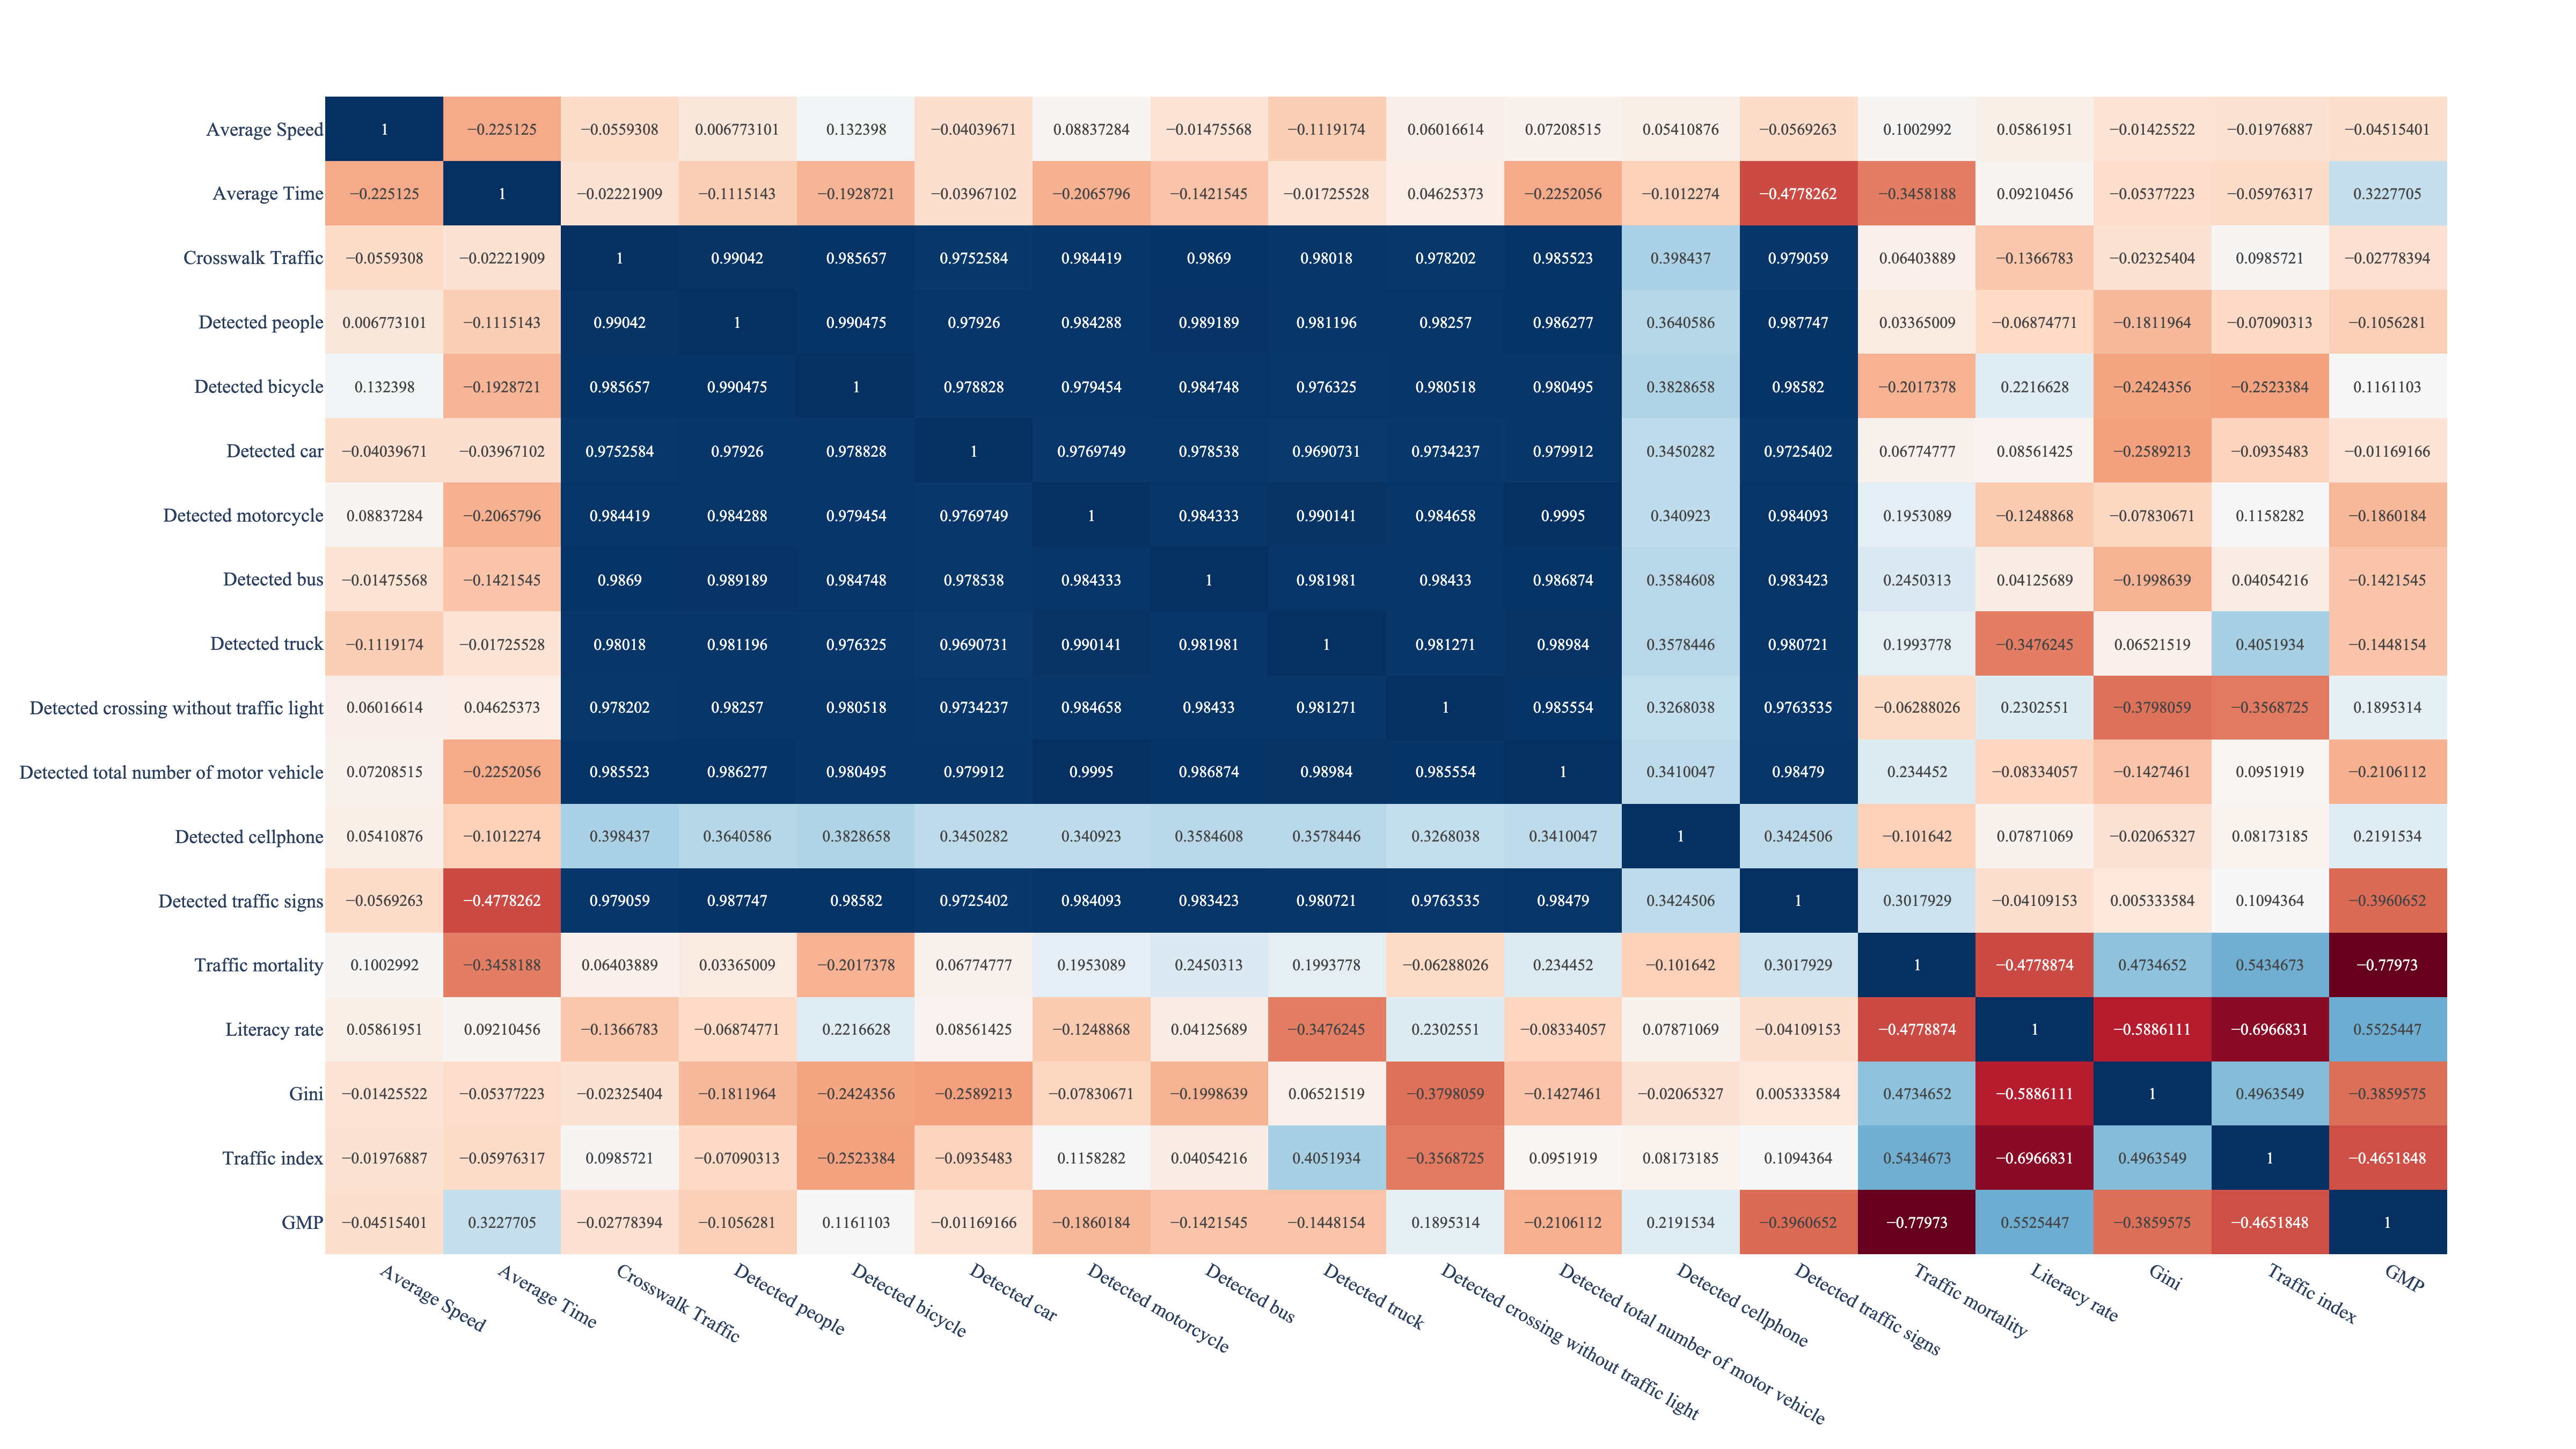 Average Speed 1 −0.225125 −0.0559308 0.006773101 0.132398 −0.04039671 0.08837284 −0.01475568 −0.1119174 0.06016614 0.07208515 0.05410876 −0.0569263 0.1002992 0.05861951 −0.01425522 −0.01976887 −0.04515401
Average Time −0.225125 1 −0.02221909 −0.1115143 −0.1928721 −0.03967102 −0.2065796 −0.1421545 −0.01725528 0.04625373 −0.2252056 −0.1012274 −0.4778262 −0.3458188 0.09210456 −0.05377223 −0.05976317 0.3227705
Crosswalk Traffic −0.0559308 −0.02221909 1 0.99042 0.985657 0.9752584 0.984419 0.9869 0.98018 0.978202 0.985523 0.398437 0.979059 0.06403889 −0.1366783 −0.02325404 0.0985721 −0.02778394
Detected people 0.006773101 −0.1115143 0.99042 1 0.990475 0.97926 0.984288 0.989189 0.981196 0.98257 0.986277 0.3640586 0.987747 0.03365009 −0.06874771 −0.1811964 −0.07090313 −0.1056281
Detected bicycle 0.132398 −0.1928721 0.985657 0.990475 1 0.978828 0.979454 0.984748 0.976325 0.980518 0.980495 0.3828658 0.98582 −0.2017378 0.2216628 −0.2424356 −0.2523384 0.1161103
Detected car −0.04039671 −0.03967102 0.9752584 0.97926 0.978828 1 0.9769749 0.978538 0.9690731 0.9734237 0.979912 0.3450282 0.9725402 0.06774777 0.08561425 −0.2589213 −0.0935483 −0.01169166
Detected motorcycle 0.08837284 −0.2065796 0.984419 0.984288 0.979454 0.9769749 1 0.984333 0.990141 0.984658 0.9995 0.340923 0.984093 0.1953089 −0.1248868 −0.07830671 0.1158282 −0.1860184
Detected bus −0.01475568 −0.1421545 0.9869 0.989189 0.984748 0.978538 0.984333 1 0.981981 0.98433 0.986874 0.3584608 0.983423 0.2450313 0.04125689 −0.1998639 0.04054216 −0.1421545
Detected truck −0.1119174 −0.01725528 0.98018 0.981196 0.976325 0.9690731 0.990141 0.981981 1 0.981271 0.98984 0.3578446 0.980721 0.1993778 −0.3476245 0.06521519 0.4051934 −0.1448154
Detected crossing without traffic light 0.06016614 0.04625373 0.978202 0.98257 0.980518 0.9734237 0.984658 0.98433 0.981271 1 0.985554 0.3268038 0.9763535 −0.06288026 0.2302551 −0.3798059 −0.3568725 0.1895314
Detected total number of motor vehicle 0.07208515 −0.2252056 0.985523 0.986277 0.980495 0.979912 0.9995 0.986874 0.98984 0.985554 1 0.3410047 0.98479 0.234452 −0.08334057 −0.1427461 0.0951919 −0.2106112
Detected cellphone 0.05410876 −0.1012274 0.398437 0.3640586 0.3828658 0.3450282 0.340923 0.3584608 0.3578446 0.3268038 0.3410047 1 0.3424506 −0.101642 0.07871069 −0.02065327 0.08173185 0.2191534
Detected traffic signs −0.0569263 −0.4778262 0.979059 0.987747 0.98582 0.9725402 0.984093 0.983423 0.980721 0.9763535 0.98479 0.3424506 1 0.3017929 −0.04109153 0.005333584 0.1094364 −0.3960652
Traffic mortality 0.1002992 −0.3458188 0.06403889 0.03365009 −0.2017378 0.06774777 0.1953089 0.2450313 0.1993778 −0.06288026 0.234452 −0.101642 0.3017929 1 −0.4778874 0.4734652 0.5434673 −0.77973
Literacy rate 0.05861951 0.09210456 −0.1366783 −0.06874771 0.2216628 0.08561425 −0.1248868 0.04125689 −0.3476245 0.2302551 −0.08334057 0.07871069 −0.04109153 −0.4778874 1 −0.5886111 −0.6966831 0.5525447
Gini −0.01425522 −0.05377223 −0.02325404 −0.1811964 −0.2424356 −0.2589213 −0.07830671 −0.1998639 0.06521519 −0.3798059 −0.1427461 −0.02065327 0.005333584 0.4734652 −0.5886111 1 0.4963549 −0.3859575
Traffic index −0.01976887 −0.05976317 0.0985721 −0.07090313 −0.2523384 −0.0935483 0.1158282 0.04054216 0.4051934 −0.3568725 0.0951919 0.08173185 0.1094364 0.5434673 −0.6966831 0.4963549 1 −0.4651848
GMP −0.04515401 0.3227705 −0.02778394 −0.1056281 0.1161103 −0.01169166 −0.1860184 −0.1421545 −0.1448154 0.1895314 −0.2106112 0.2191534 −0.3960652 −0.77973 0.5525447 −0.3859575 −0.4651848 1
Average Speed
Average Time
Crosswalk Traffic
Detected people
Detected bicycle
Detected car
Detected motorcycle
Detected bus
Detected truck
Detected crossing without traffic light
Detected total number of motor vehicle
Detected cellphone
Detected traffic signs
Traffic mortality
Literacy rate
Gini
Traffic index
GMP